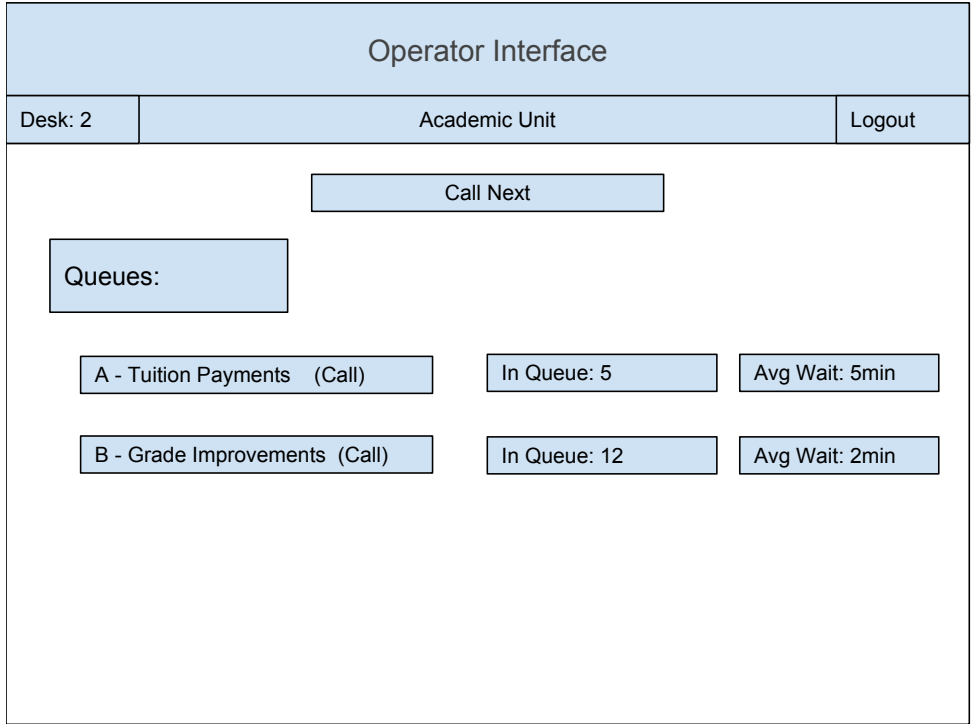 Operator Interface
Desk: 2
Academic Unit
Logout
Call Next
Queues:
A - Tuition Payments (Call)
In Queue: 5
Avg Wait: 5min
B - Grade Improvements (Call)
In Queue: 12
Avg Wait: 2min